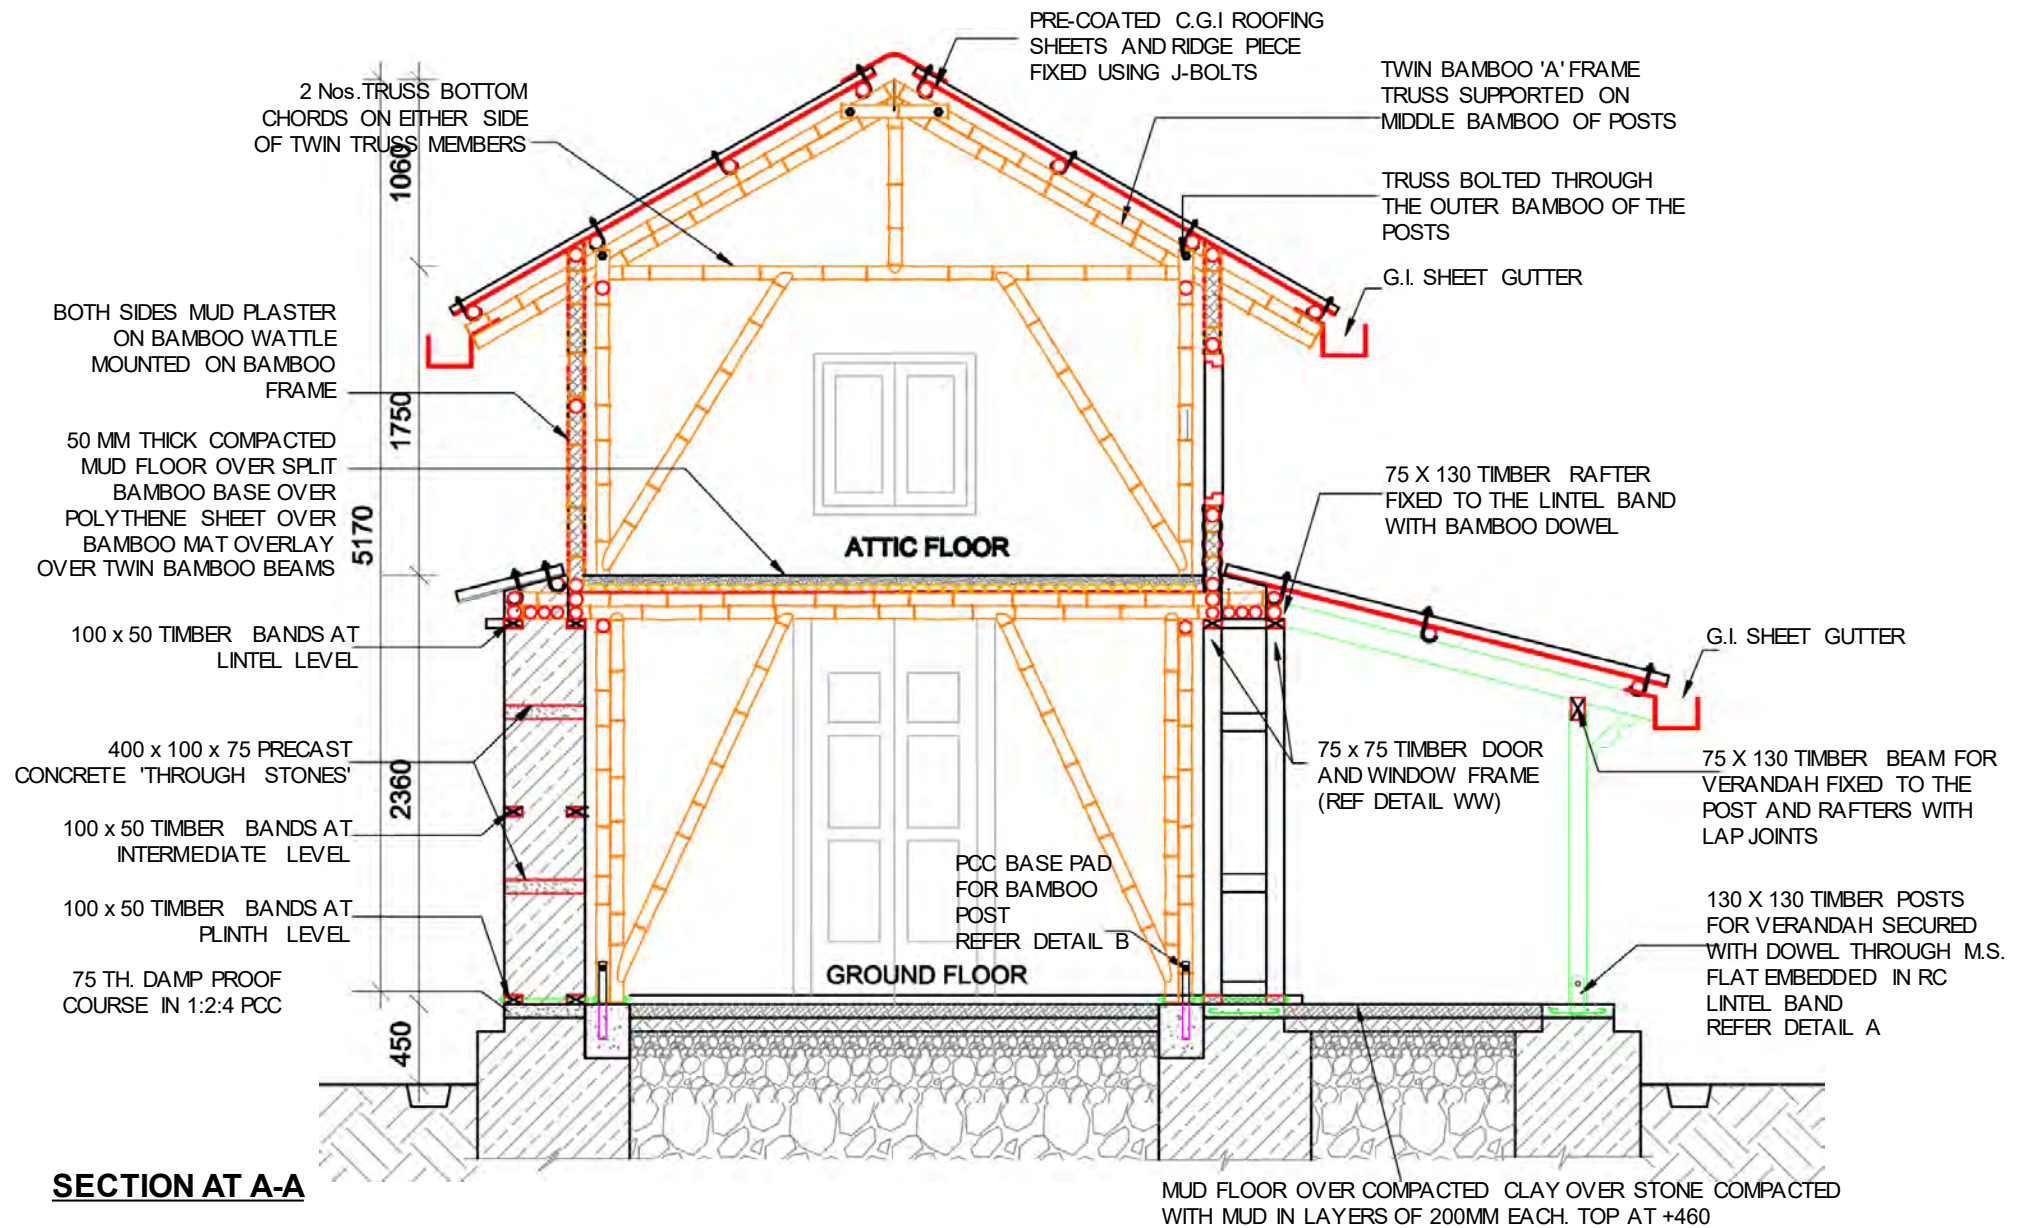 PRE-COATED C.G.I ROOFING
SHEETS AND RIDGE PIECE
FIXED USING J-BOLTS
2 Nos.TRUSS BOTTOM
CHORDS ON EITHER SIDE
OF TWIN TRUSS MEMBERS
TWIN BAMBOO 'A' FRAME
TRUSS SUPPORTED ON
MIDDLE BAMBOO OF POSTS
TRUSS BOLTED THROUGH
THE OUTER BAMBOO OF THE
POSTS
G.I. SHEET GUTTER
1060
BOTH SIDES MUD PLASTER
ON BAMBOO WATTLE
MOUNTED ON BAMBOO
FRAME
1750
50 MM THICK COMPACTED
MUD FLOOR OVER SPLIT
BAMBOO BASE OVER
POLYTHENE SHEET OVER
BAMBOO MAT OVERLAY
OVER TWIN BAMBOO BEAMS
5170
75 X 130 TIMBER RAFTER
FIXED TO THE LINTEL BAND
WITH BAMBOO DOWEL
ATTIC FLOOR
100 x 50 TIMBER BANDS AT
LINTEL LEVEL
G.I. SHEET GUTTER
400 x 100 x 75 PRECAST
CONCRETE 'THROUGH STONES'
2360
75 x 75 TIMBER DOOR
AND WINDOW FRAME
(REF DETAIL WW)
75 X 130 TIMBER BEAM FOR
VERANDAH FIXED TO THE
POST AND RAFTERS WITH
LAP JOINTS
100 x 50 TIMBER BANDS AT
INTERMEDIATE LEVEL
PCC BASE PAD
FOR BAMBOO
POST
REFER DETAIL B
100 x 50 TIMBER BANDS AT
PLINTH LEVEL
130 X 130 TIMBER POSTS
FOR VERANDAH SECURED
WITH DOWEL THROUGH M.S.
FLAT EMBEDDED IN RC
LINTEL BAND
REFER DETAIL A
GROUND FLOOR
75 TH. DAMP PROOF
COURSE IN 1:2:4 PCC
450
SECTION AT A-A
MUD FLOOR OVER COMPACTED CLAY OVER STONE COMPACTED
WITH MUD IN LAYERS OF 200MM EACH. TOP AT +460